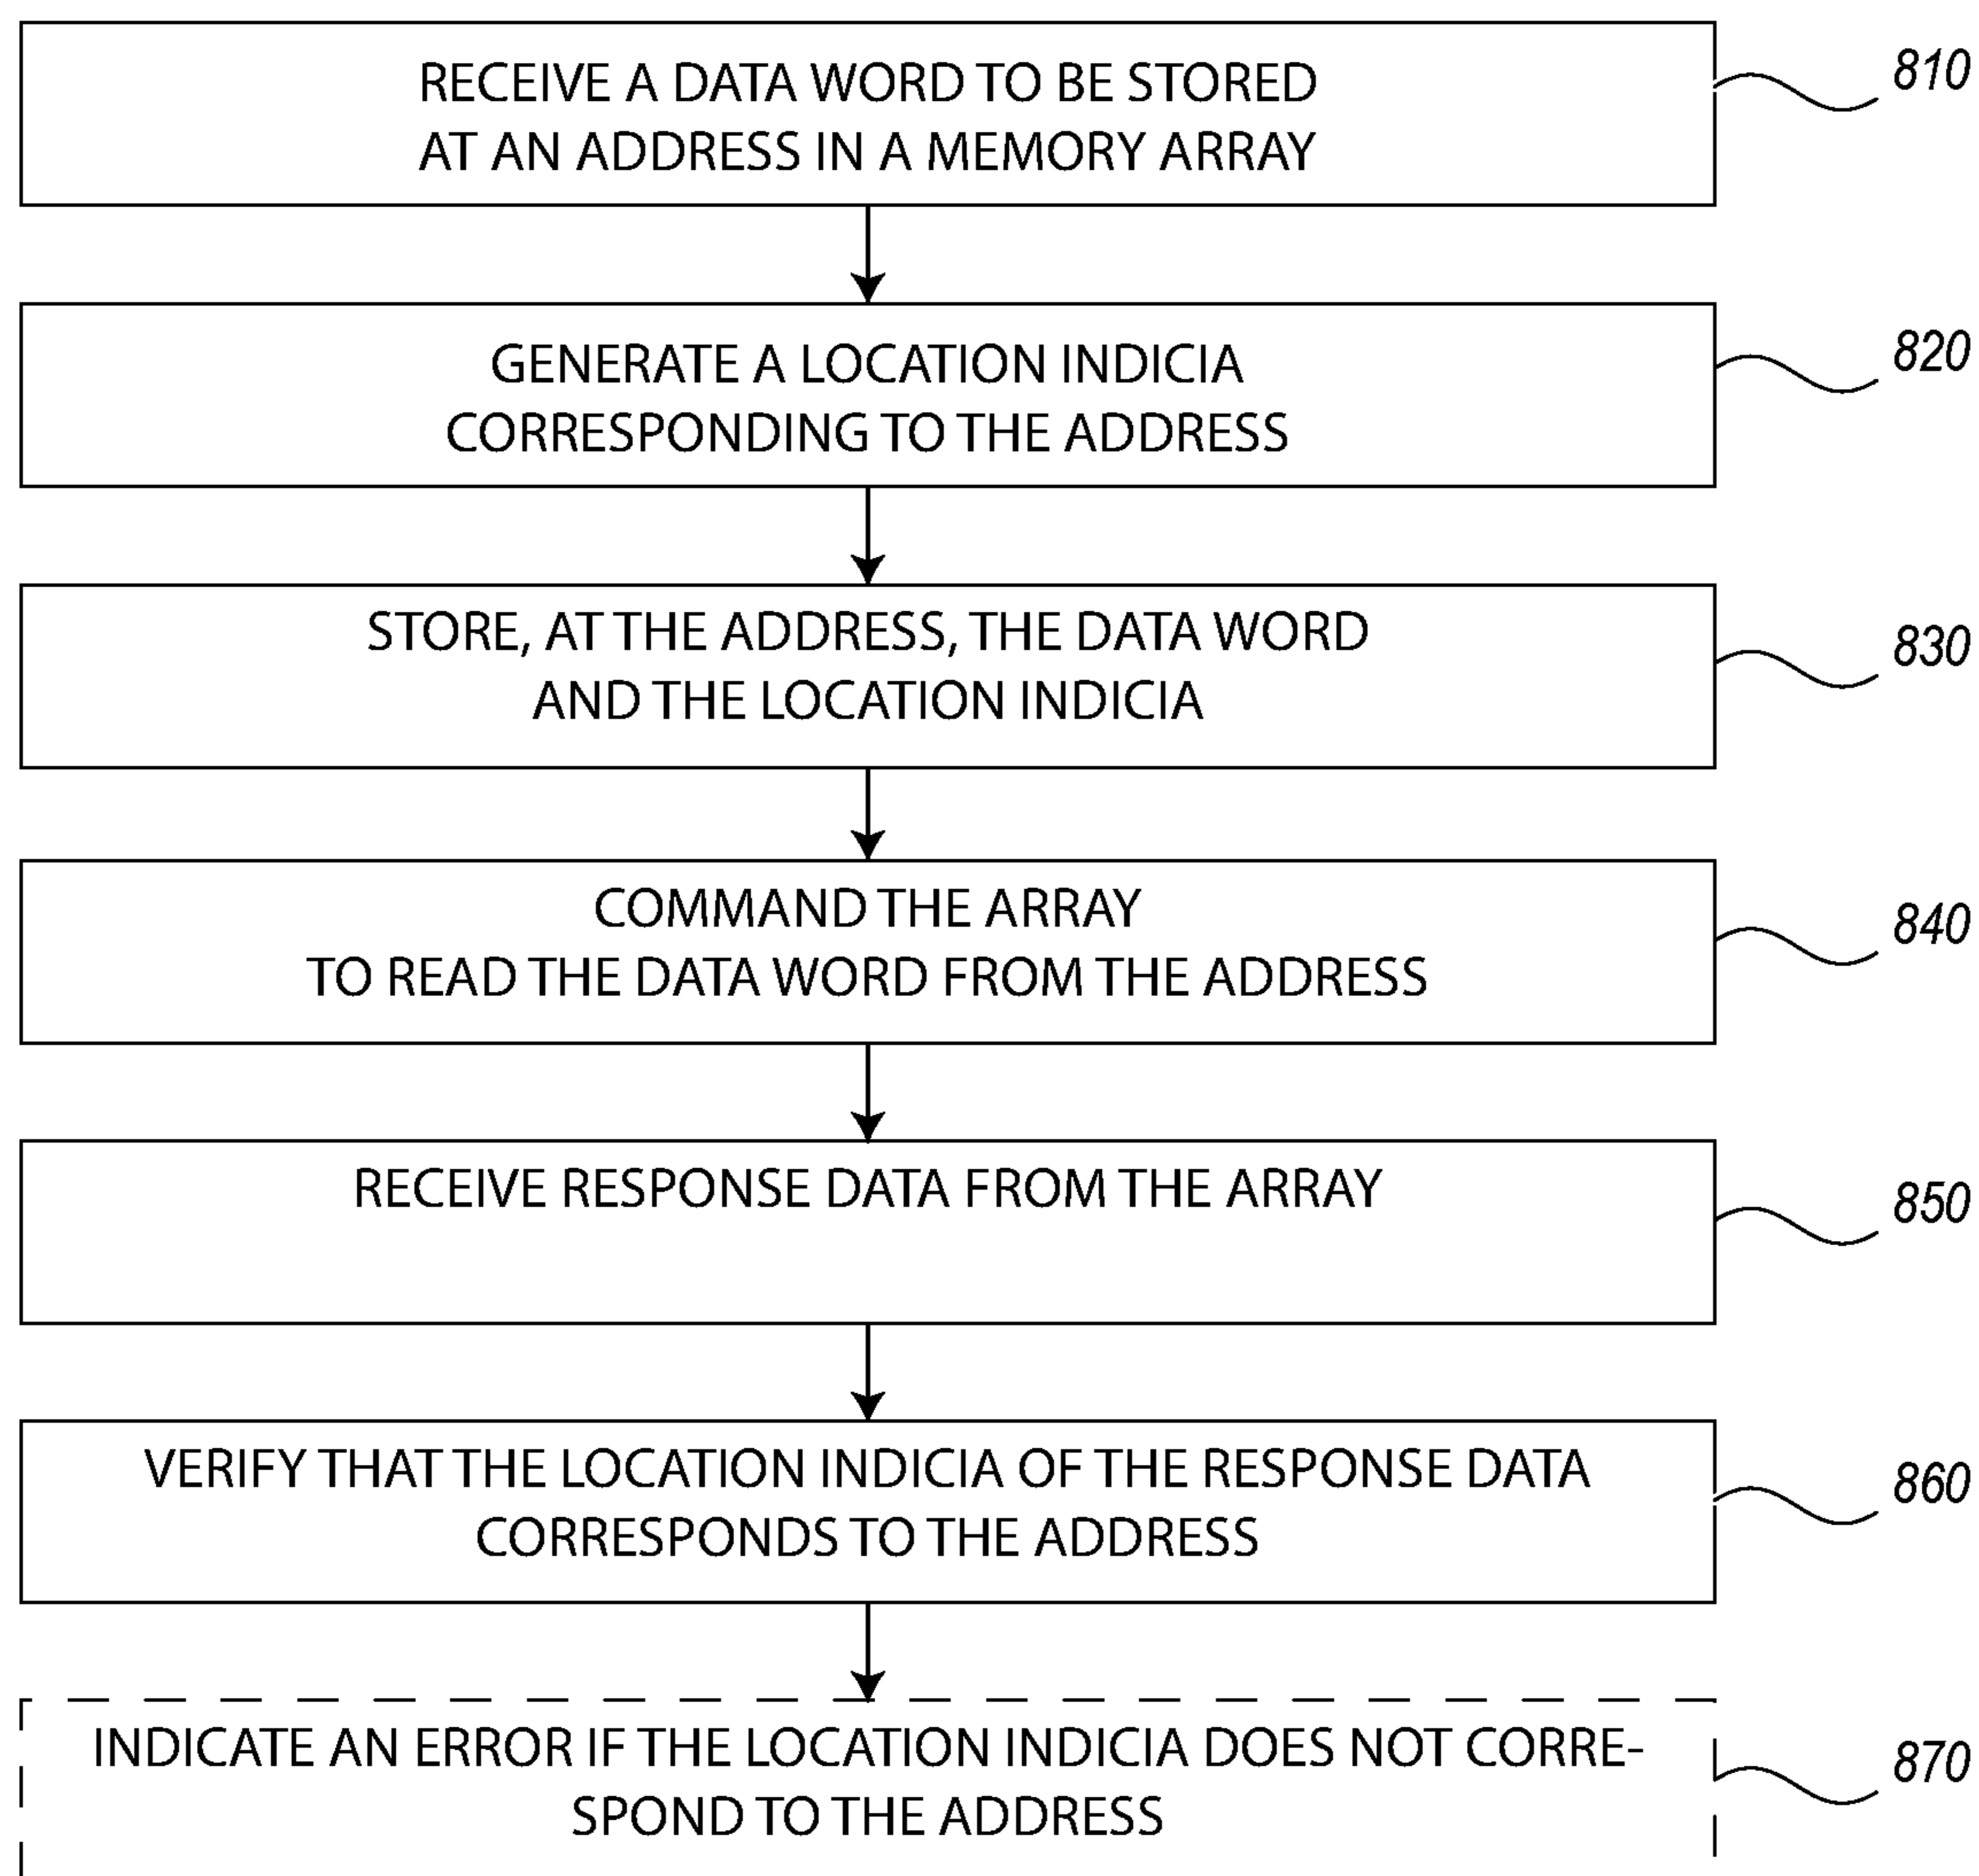 RECEIVE A DATA WORD TO BE STORED
AT AN ADDRESS IN A MEMORY ARRAY
810
GENERATE A LOCATION INDICIA
CORRESPONDING TO THE ADDRESS
820
STORE, AT THE ADDRESS, THE DATA WORD
AND THE LOCATION INDICIA
830
COMMAND THE ARRAY
TO READ THE DATA WORD FROM THE ADDRESS
840
RECEIVE RESPONSE DATA FROM THE ARRAY
850
VERIFY THAT THE LOCATION INDICIA OF THE RESPONSE DATA
CORRESPONDS TO THE ADDRESS
860
INDICATE AN ERROR IF THE LOCATION INDICIA DOES NOT CORRE-
SPOND TO THE ADDRESS
870